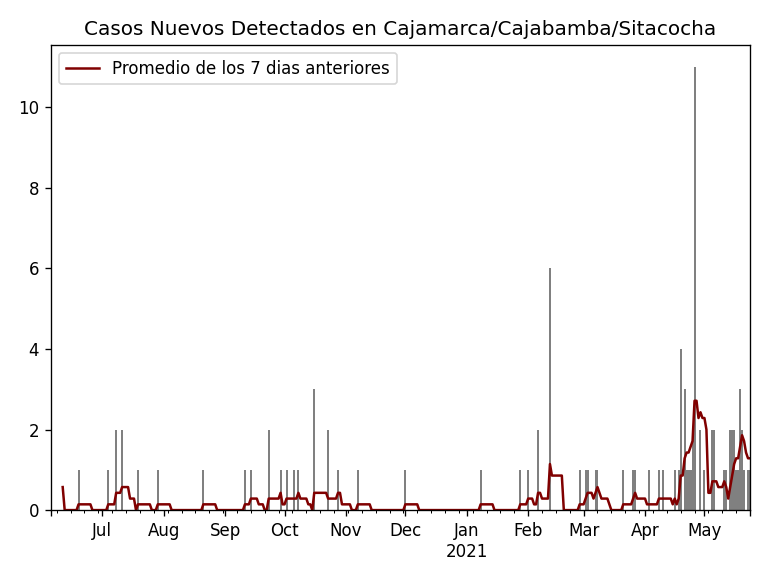 Casos Nuevos Detectados en Cajamarca/Cajabamba/Sitacocha
Promedio de los 7 dias anteriores
10
8
6
4
2
0
Jul Aug Sep Oct Nov Dec Jan Feb Mar Apr May
2021